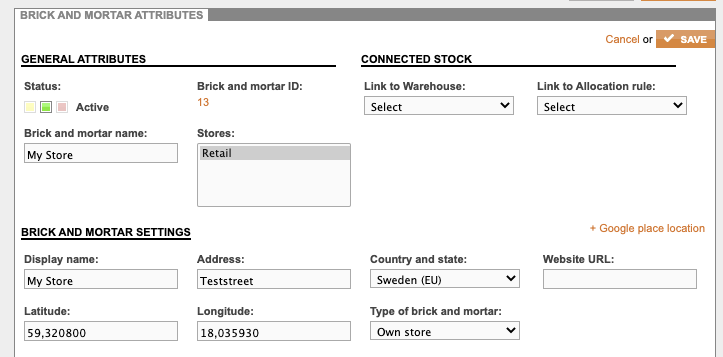 BRICK AND MORTAR ATTRIBUTES
Cancel or SAVE
GENERAL ATTRIBUTES CONNECTED STOCK
Status: Brick and mortar ID: Link to Warehouse: Link to Allocation rule:
Active 13 Select Select
Brick and mortar name: Stores:
My Store Retail
BRICK AND MORTAR SETTINGS + Google place location
Display name: Address: Country and state: Website URL:
My Store Teststreet Sweden (EU)
Latitude: Longitude: Type of brick and mortar:
59,320800 18,035930 Own store